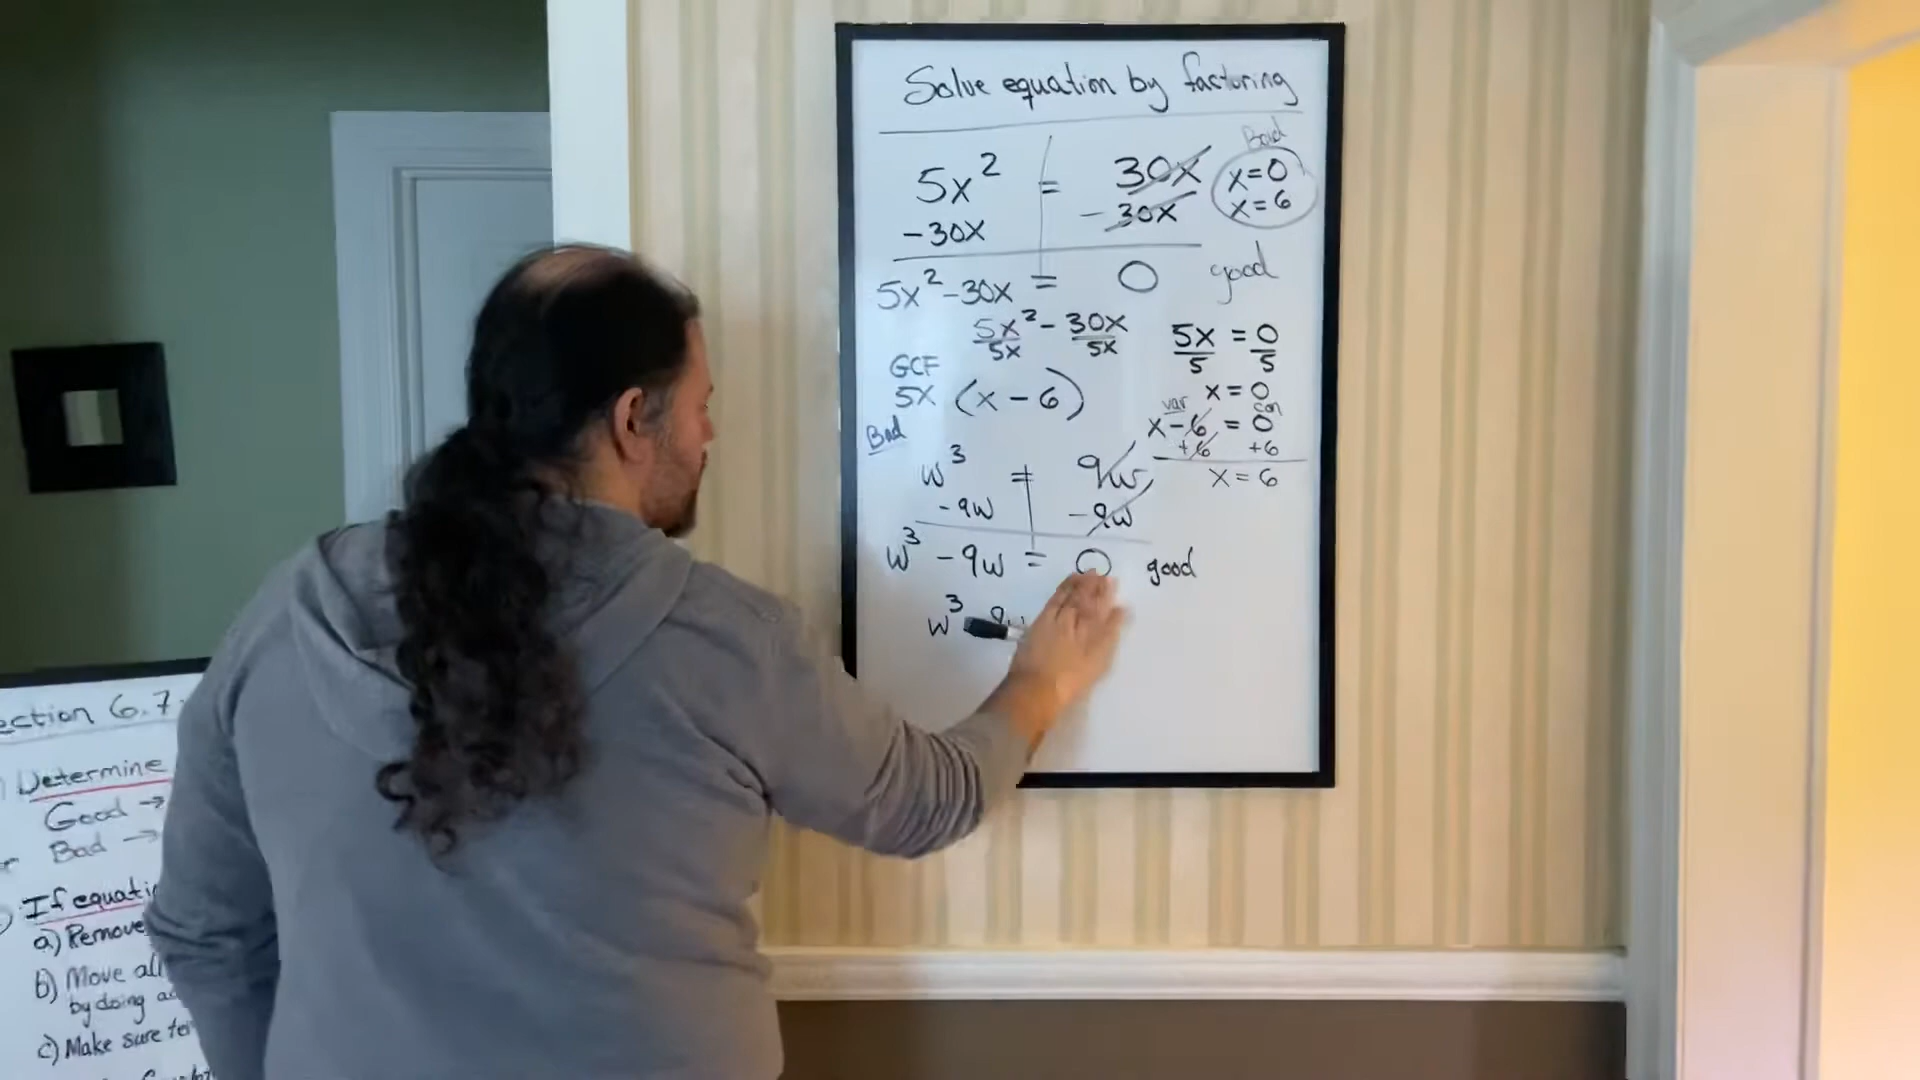 Solve equation by factoring
Bad
5x² = 30x
-30x - 30x
x=0
x=6
5x²-30x = 0 good
5x² - 30x
5x 5x
GCF
5x (x-6)
5x = 0
5 5
x = 0
var con
x-6 = 0
+6 +6
x = 6
Bad
w³ = 9w
-9w -9w
w³ - 9w = 0 good
w³ 9w
ection 6.7
Determine
Good →
Bad →
If equati
a) Remove
b) Move all
by doing a
c) Make sure